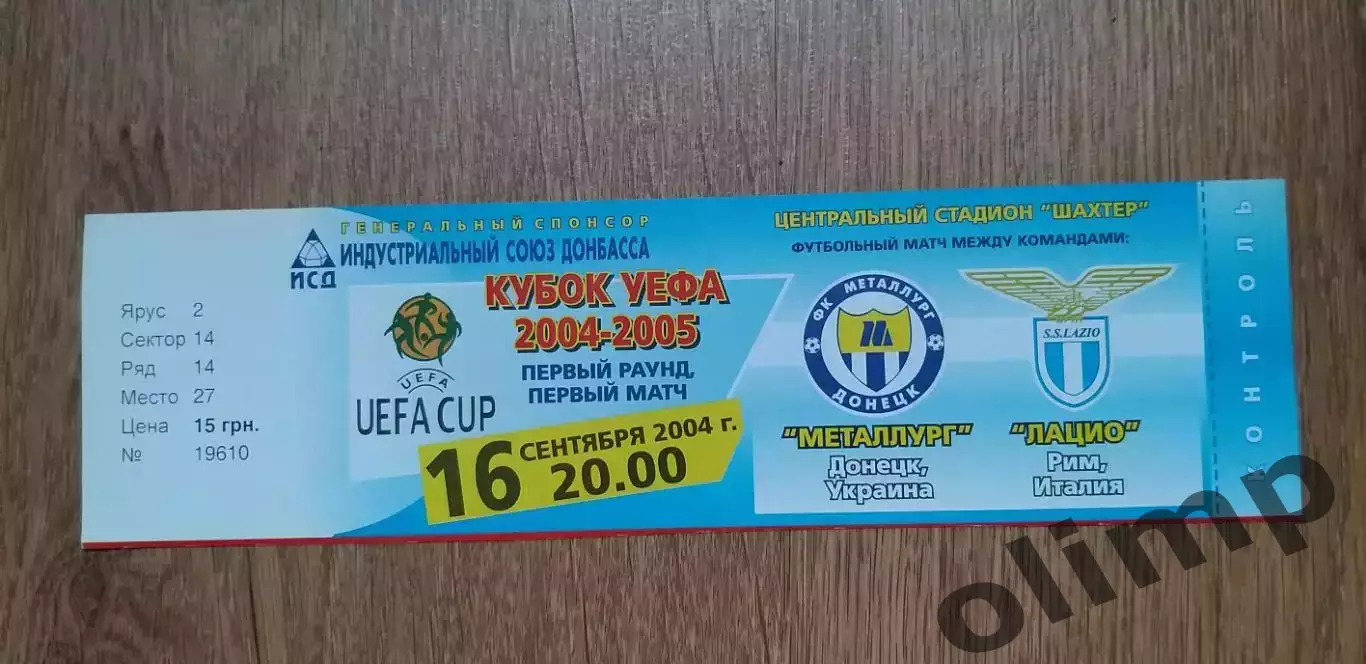 Ярус 2
Сектор 14
Ряд 14
Место 27
Цена 15 грн.
№ 19610
ГЕНЕРАЛЬНЫЙ СПОНСОР
ИСД
ИНДУСТРИАЛЬНЫЙ СОЮЗ ДОНБАССА
КУБОК УЕФА
2004-2005
ПЕРВЫЙ РАУНД,
ПЕРВЫЙ МАТЧ
UEFA
UEFA CUP
16 СЕНТЯБРЯ 2004 г.
20.00
ЦЕНТРАЛЬНЫЙ СТАДИОН "ШАХТЕР"
ФУТБОЛЬНЫЙ МАТЧ МЕЖДУ КОМАНДАМИ:
ФК МЕТАЛЛУРГ
ДОНЕЦК
"МЕТАЛЛУРГ"
Донецк,
Украина
S.S.LAZIO
"ЛАЦИО"
Рим,
Италия
КОНТРОЛЬ
olimp